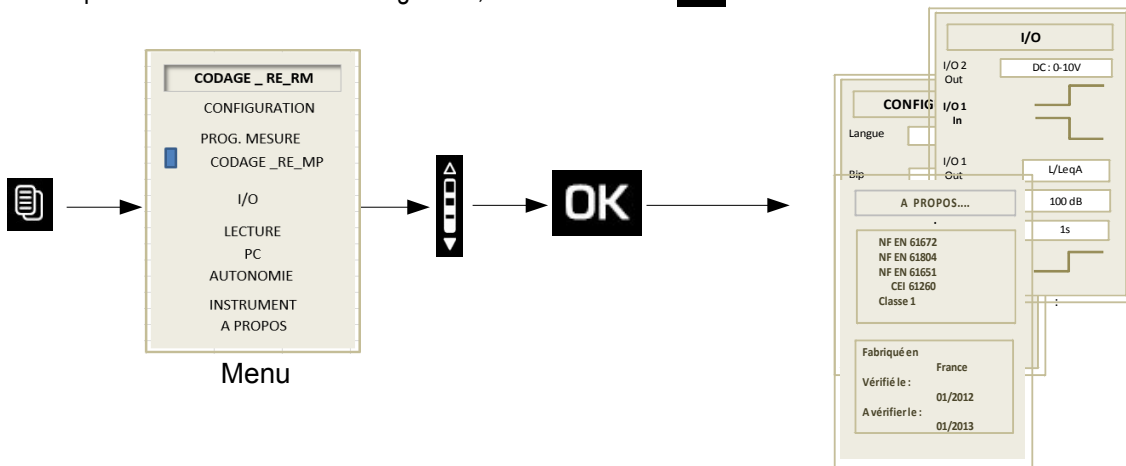 CODAGE _ RE_RM
CONFIGURATION
PROG. MESURE
CODAGE _RE_MP
I/O
LECTURE
PC
AUTONOMIE
INSTRUMENT
A PROPOS
Menu
OK
I/O
I/O 2
Out
DC : 0-10V
I/O 1
In
I/O 1
Out
L/LeqA
100 dB
1s
CONFIG
Langue
Bip
A PROPOS....
NF EN 61672
NF EN 61804
NF EN 61651
CEI 61260
Classe 1
Fabriqué en
France
Vérifié le :
01/2012
A vérifier le :
01/2013